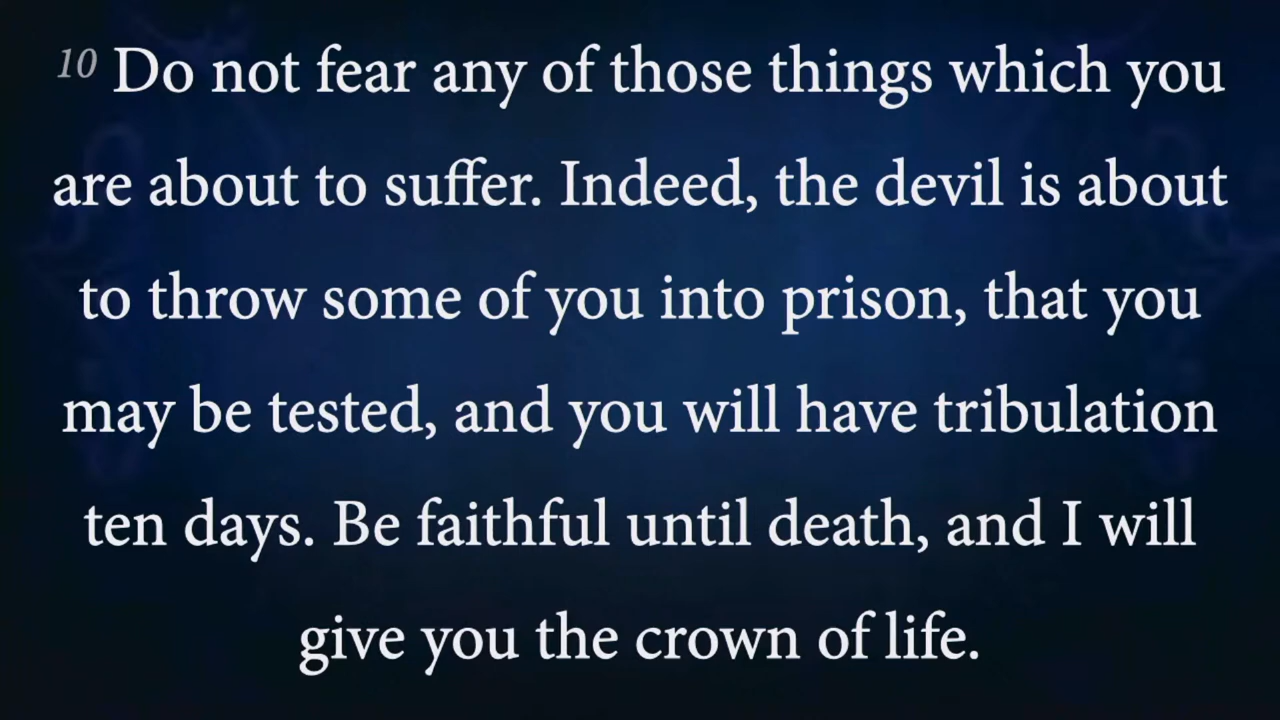 10 Do not fear any of those things which you
are about to suffer. Indeed, the devil is about
to throw some of you into prison, that you
may be tested, and you will have tribulation
ten days. Be faithful until death, and I will
give you the crown of life.